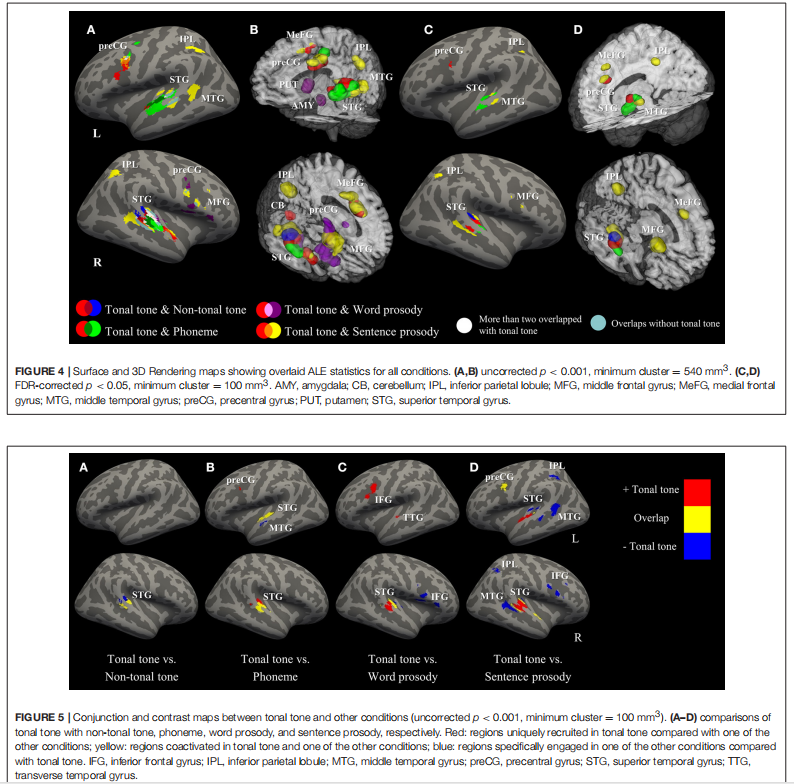 A B C D
preCG IPL MeFG IPL preCG IPL MeFG IPL
preCG
STG PUT MTG STG preCG
MTG AMY STG MTG STG MTG
L
IPL preCG IPL MeFG IPL IPL
STG CB preCG STG MFG MeFG
MFG STG MFG
R STG MFG
Tonal tone & Non-tonal tone Tonal tone & Word prosody
Tonal tone & Phoneme Tonal tone & Sentence prosody
More than two overlapped
with tonal tone
Overlaps without tonal tone
FIGURE 4 | Surface and 3D Rendering maps showing overlaid ALE statistics for all conditions. (A,B) uncorrected p < 0.001, minimum cluster = 540 mm³. (C,D)
FDR-corrected p < 0.05, minimum cluster = 100 mm³. AMY, amygdala; CB, cerebellum; IPL, inferior parietal lobule; MFG, middle frontal gyrus; MeFG, medial frontal
gyrus; MTG, middle temporal gyrus; preCG, precentral gyrus; PUT, putamen; STG, superior temporal gyrus.
A B C D
preCG IFG preCG IPL
STG TTG STG
MTG MTG
L
STG STG STG IFG IPL IFG
MTG STG
R
+ Tonal tone
Overlap
- Tonal tone
Tonal tone vs. Tonal tone vs. Tonal tone vs. Tonal tone vs.
Non-tonal tone Phoneme Word prosody Sentence prosody
FIGURE 5 | Conjunction and contrast maps between tonal tone and other conditions (uncorrected p < 0.001, minimum cluster = 100 mm³). (A–D) comparisons of
tonal tone with non-tonal tone, phoneme, word prosody, and sentence prosody, respectively. Red: regions uniquely recruited in tonal tone compared with one of the
other conditions; yellow: regions coactivated in tonal tone and one of the other conditions; blue: regions specifically engaged in one of the other conditions compared
with tonal tone. IFG, inferior frontal gyrus; IPL, inferior parietal lobule; MTG, middle temporal gyrus; preCG, precentral gyrus; STG, superior temporal gyrus; TTG,
transverse temporal gyrus.